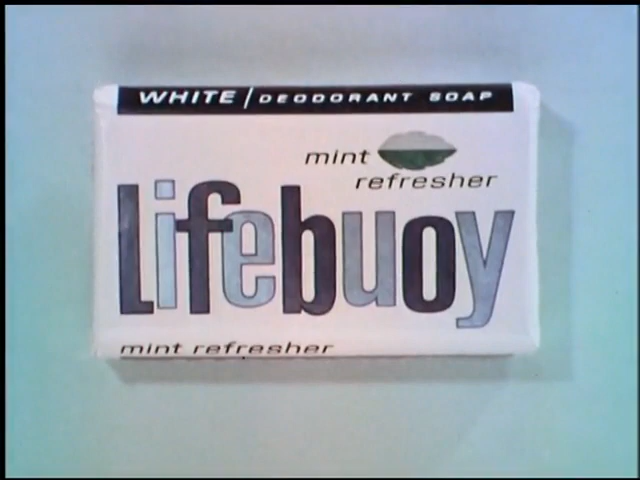 WHITE / DEODORANT SOAP
mint
refresher
Lifebuoy
mint refresher